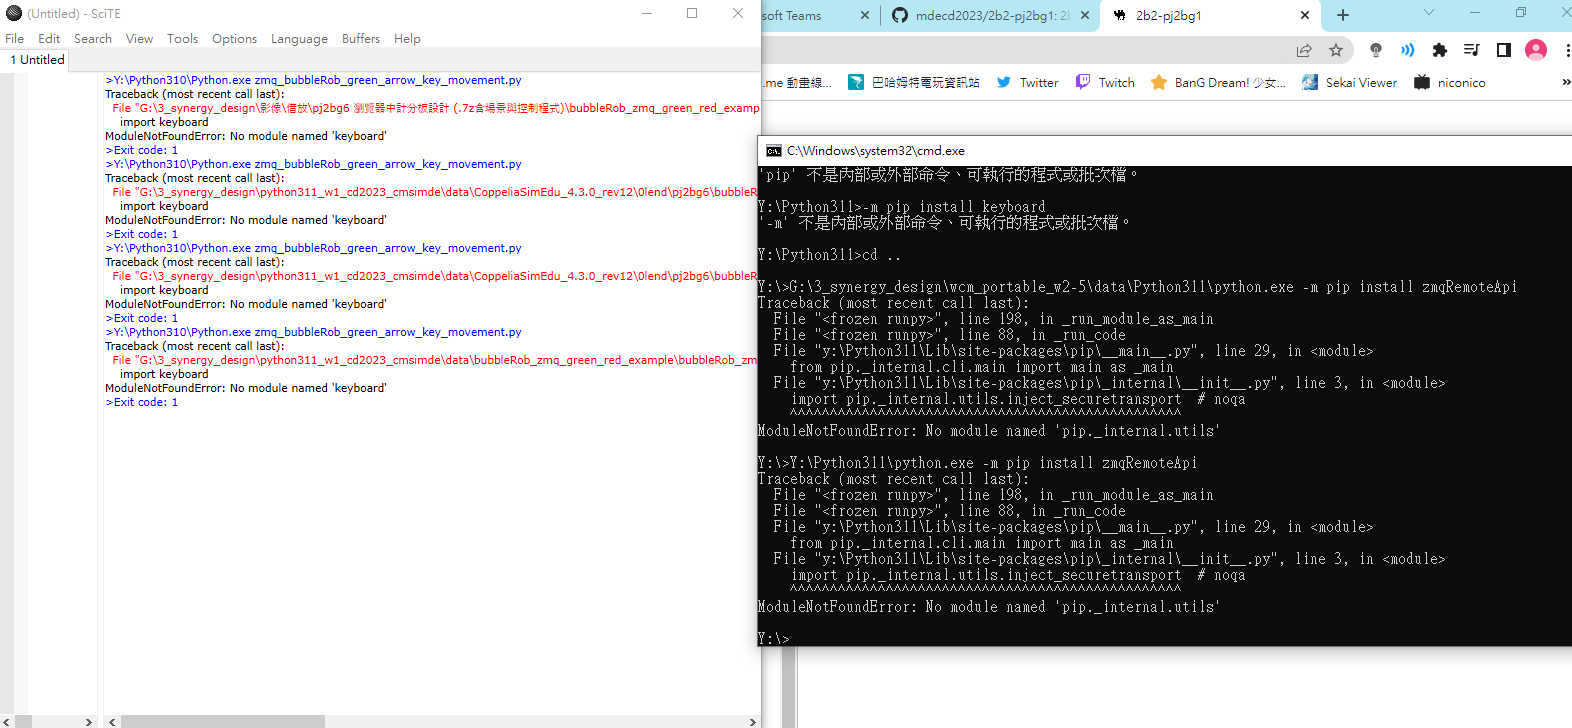 (Untitled) - SciTE
File Edit Search View Tools Options Language Buffers Help
1 Untitled
>Y:\Python310\Python.exe zmq_bubbleRob_green_arrow_key_movement.py
Traceback (most recent call last):
File "G:\3_synergy_design\影像\借放\pj2bg6 瀏覽器中計分板設計 (.7z含場景與控制程式)\bubbleRob_zmq_green_red_examp
import keyboard
ModuleNotFoundError: No module named 'keyboard'
>Exit code: 1
>Y:\Python310\Python.exe zmq_bubbleRob_green_arrow_key_movement.py
Traceback (most recent call last):
File "G:\3_synergy_design\python311_w1_cd2023_cmsimde\data\CoppeliaSimEdu_4.3.0_rev12\0lend\pj2bg6\bubbleR
import keyboard
ModuleNotFoundError: No module named 'keyboard'
>Exit code: 1
>Y:\Python310\Python.exe zmq_bubbleRob_green_arrow_key_movement.py
Traceback (most recent call last):
File "G:\3_synergy_design\python311_w1_cd2023_cmsimde\data\CoppeliaSimEdu_4.3.0_rev12\0lend\pj2bg6\bubbleR
import keyboard
ModuleNotFoundError: No module named 'keyboard'
>Exit code: 1
>Y:\Python310\Python.exe zmq_bubbleRob_green_arrow_key_movement.py
Traceback (most recent call last):
File "G:\3_synergy_design\python311_w1_cd2023_cmsimde\data\bubbleRob_zmq_green_red_example\bubbleRob_zm
import keyboard
ModuleNotFoundError: No module named 'keyboard'
>Exit code: 1
soft Teams mdecd2023/2b2-pj2bg1: 2b 2b2-pj2bg1
.me 動畫線... 巴哈姆特電玩資訊站 Twitter Twitch BanG Dream! 少女... Sekai Viewer niconico »
C:\Windows\system32\cmd.exe
'pip' 不是內部或外部命令、可執行的程式或批次檔。
Y:\Python311>-m pip install keyboard
'-m' 不是內部或外部命令、可執行的程式或批次檔。
Y:\Python311>cd ..
Y:\>G:\3_synergy_design\wcm_portable_w2-5\data\Python311\python.exe -m pip install zmqRemoteApi
Traceback (most recent call last):
File "<frozen runpy>", line 198, in _run_module_as_main
File "<frozen runpy>", line 88, in _run_code
File "y:\Python311\Lib\site-packages\pip\__main__.py", line 29, in <module>
from pip._internal.cli.main import main as _main
File "y:\Python311\Lib\site-packages\pip\_internal\__init__.py", line 3, in <module>
import pip._internal.utils.inject_securetransport # noqa
^^^^^^^^^^^^^^^^^^^^^^^^^^^^^^^^^^^^^^^^^^^^^^^^^
ModuleNotFoundError: No module named 'pip._internal.utils'
Y:\>Y:\Python311\python.exe -m pip install zmqRemoteApi
Traceback (most recent call last):
File "<frozen runpy>", line 198, in _run_module_as_main
File "<frozen runpy>", line 88, in _run_code
File "y:\Python311\Lib\site-packages\pip\__main__.py", line 29, in <module>
from pip._internal.cli.main import main as _main
File "y:\Python311\Lib\site-packages\pip\_internal\__init__.py", line 3, in <module>
import pip._internal.utils.inject_securetransport # noqa
^^^^^^^^^^^^^^^^^^^^^^^^^^^^^^^^^^^^^^^^^^^^^^^^^
ModuleNotFoundError: No module named 'pip._internal.utils'
Y:\>